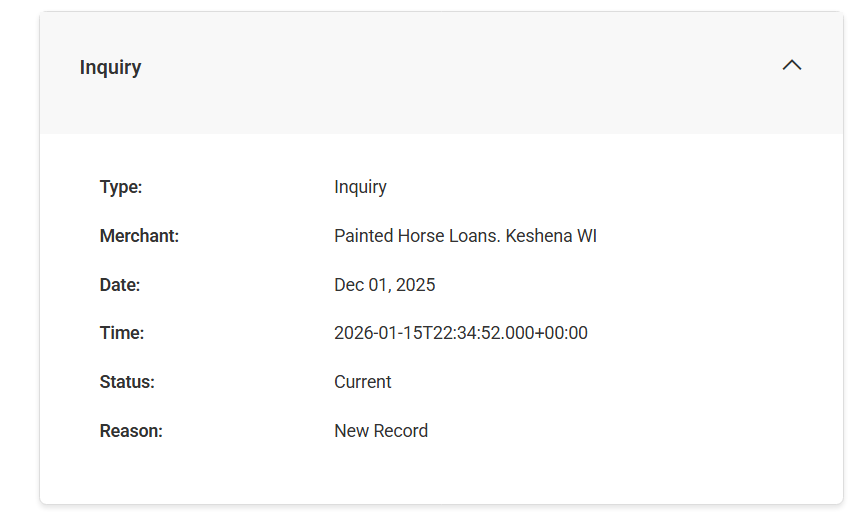 Inquiry
Type: Inquiry
Merchant: Painted Horse Loans. Keshena WI
Date: Dec 01, 2025
Time: 2026-01-15T22:34:52.000+00:00
Status: Current
Reason: New Record